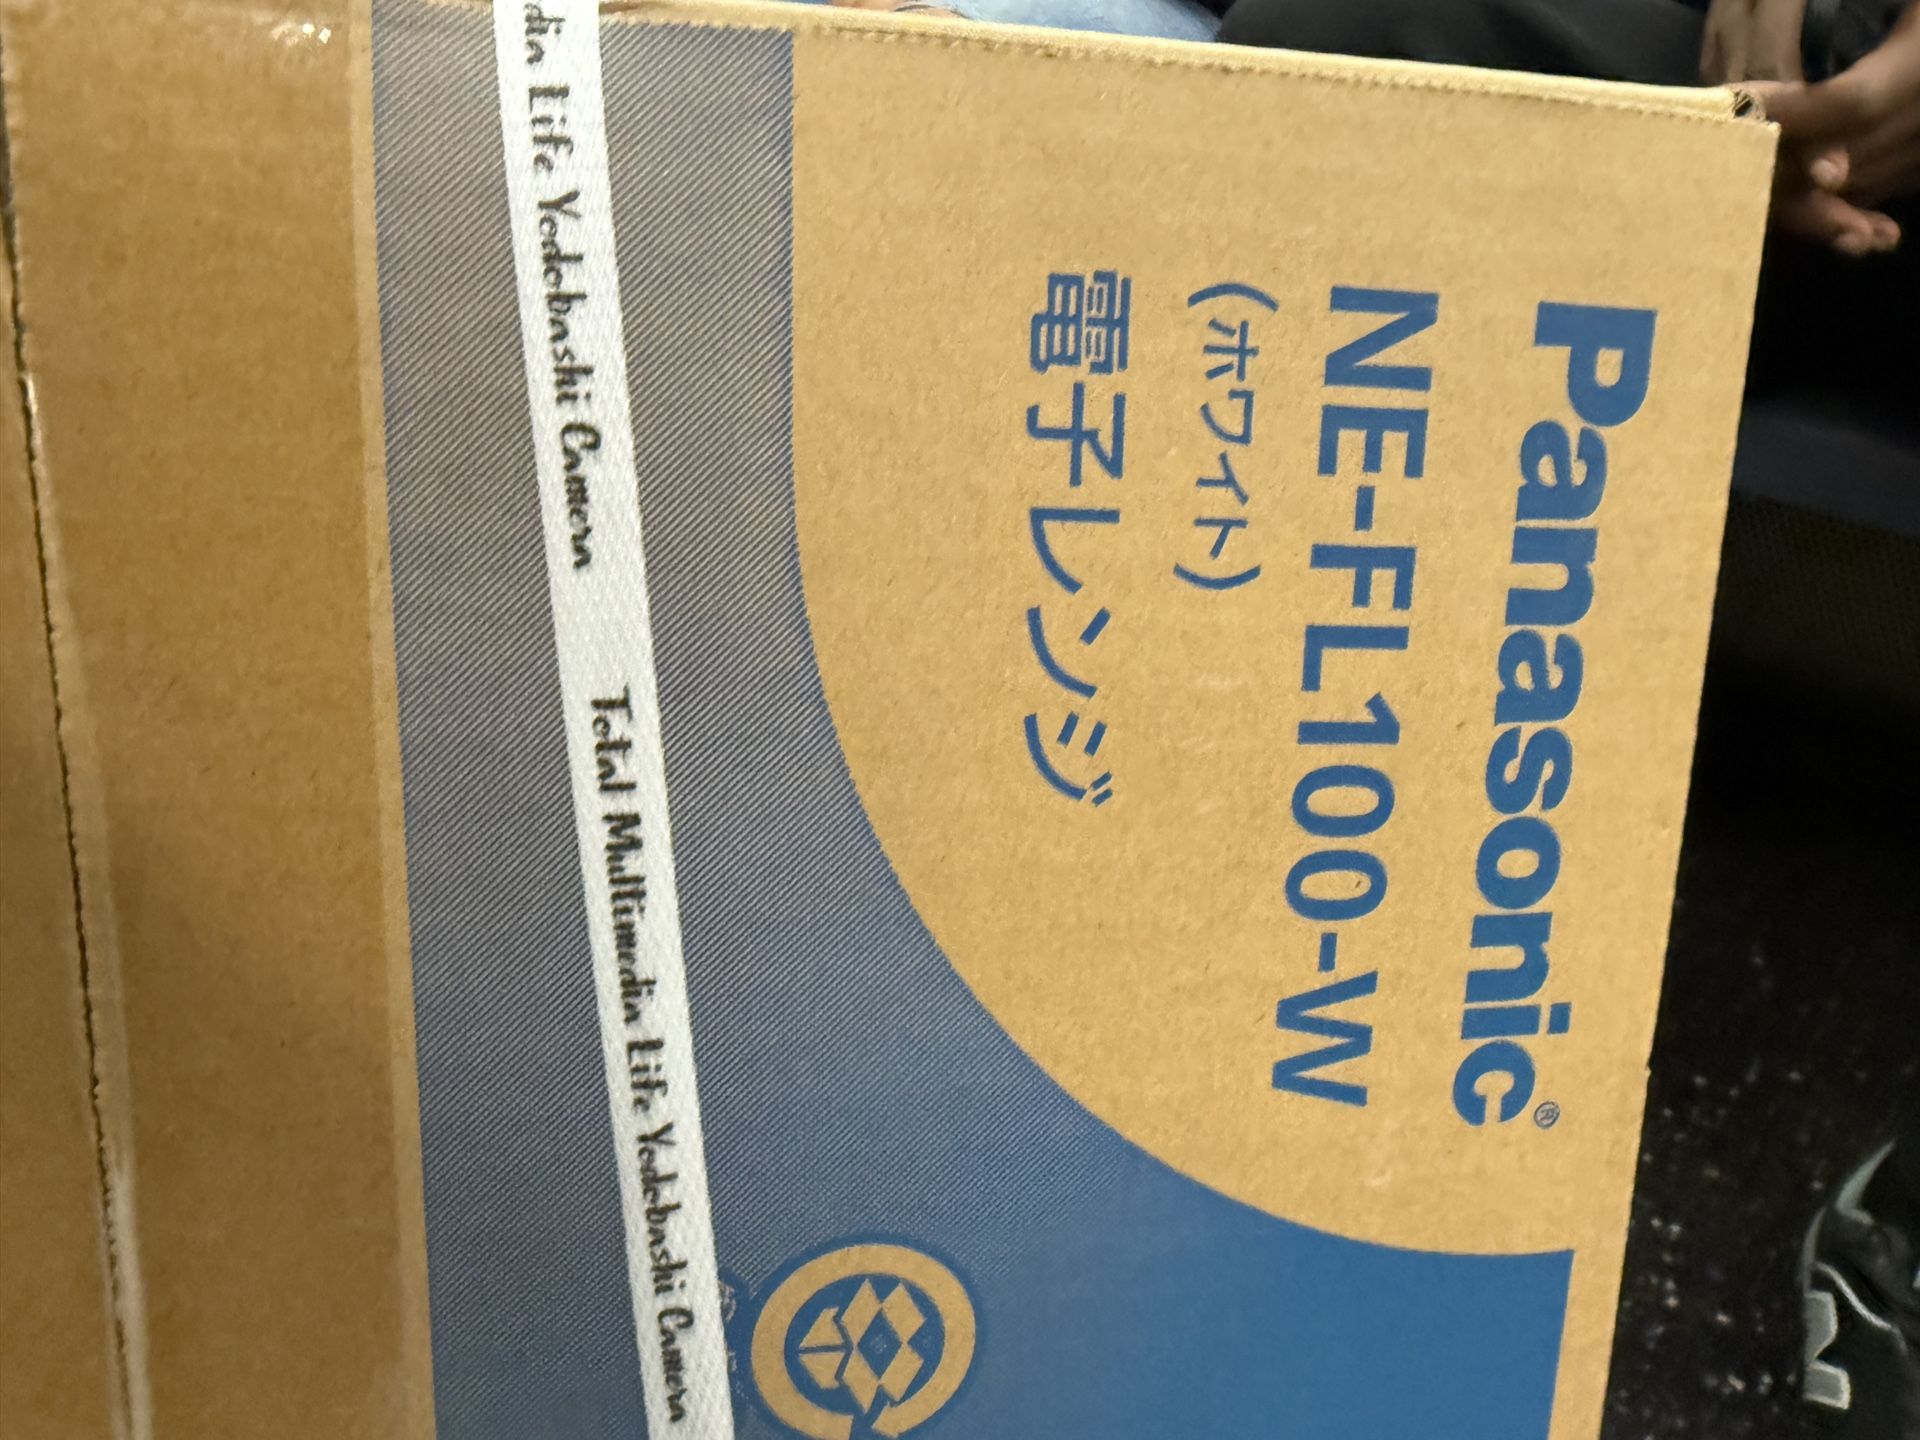 Panasonic®
NE-FL100-W
(ホワイト)
電子レンジ
dia Life Yodobashi Camera Total Multimedia Life Yodobashi Camera